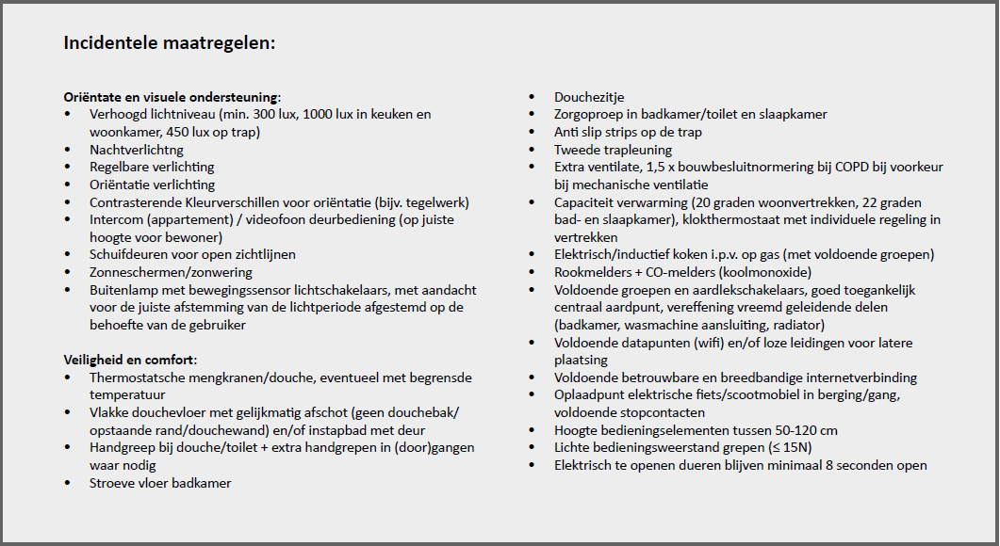 Incidentele maatregelen:
Oriëntate en visuele ondersteuning:
• Verhoogd lichtniveau (min. 300 lux, 1000 lux in keuken en
woonkamer, 450 lux op trap)
• Nachtverlichtng
• Regelbare verlichting
• Oriëntatie verlichting
• Contrasterende Kleurverschillen voor oriëntatie (bijv. tegelwerk)
• Intercom (appartement) / videofoon deurbediening (op juiste
hoogte voor bewoner)
• Schuifdeuren voor open zichtlijnen
• Zonneschermen/zonwering
• Buitenlamp met bewegingssensor lichtschakelaars, met aandacht
voor de juiste afstemming van de lichtperiode afgestemd op de
behoefte van de gebruiker
Veiligheid en comfort:
• Thermostatsche mengkranen/douche, eventueel met begrensde
temperatuur
• Vlakke douchevloer met gelijkmatig afschot (geen douchebak/
opstaande rand/douchewand) en/of instapbad met deur
• Handgreep bij douche/toilet + extra handgrepen in (door)gangen
waar nodig
• Stroeve vloer badkamer
• Douchezitje
• Zorgoproep in badkamer/toilet en slaapkamer
• Anti slip strips op de trap
• Tweede trapleuning
• Extra ventilate, 1,5 x bouwbesluitnormering bij COPD bij voorkeur
bij mechanische ventilatie
• Capaciteit verwarming (20 graden woonvertrekken, 22 graden
bad- en slaapkamer), klokthermostaat met individuele regeling in
vertrekken
• Elektrisch/inductief koken i.p.v. op gas (met voldoende groepen)
• Rookmelders + CO-melders (koolmonoxide)
• Voldoende groepen en aardlekschakelaars, goed toegankelijk
centraal aardpunt, vereffening vreemd geleidende delen
(badkamer, wasmachine aansluiting, radiator)
• Voldoende datapunten (wifi) en/of loze leidingen voor latere
plaatsing
• Voldoende betrouwbare en breedbandige internetverbinding
• Oplaadpunt elektrische fiets/scootmobiel in berging/gang,
voldoende stopcontacten
• Hoogte bedieningselementen tussen 50-120 cm
• Lichte bedieningsweerstand grepen (≤ 15N)
• Elektrisch te openen dueren blijven minimaal 8 seconden open